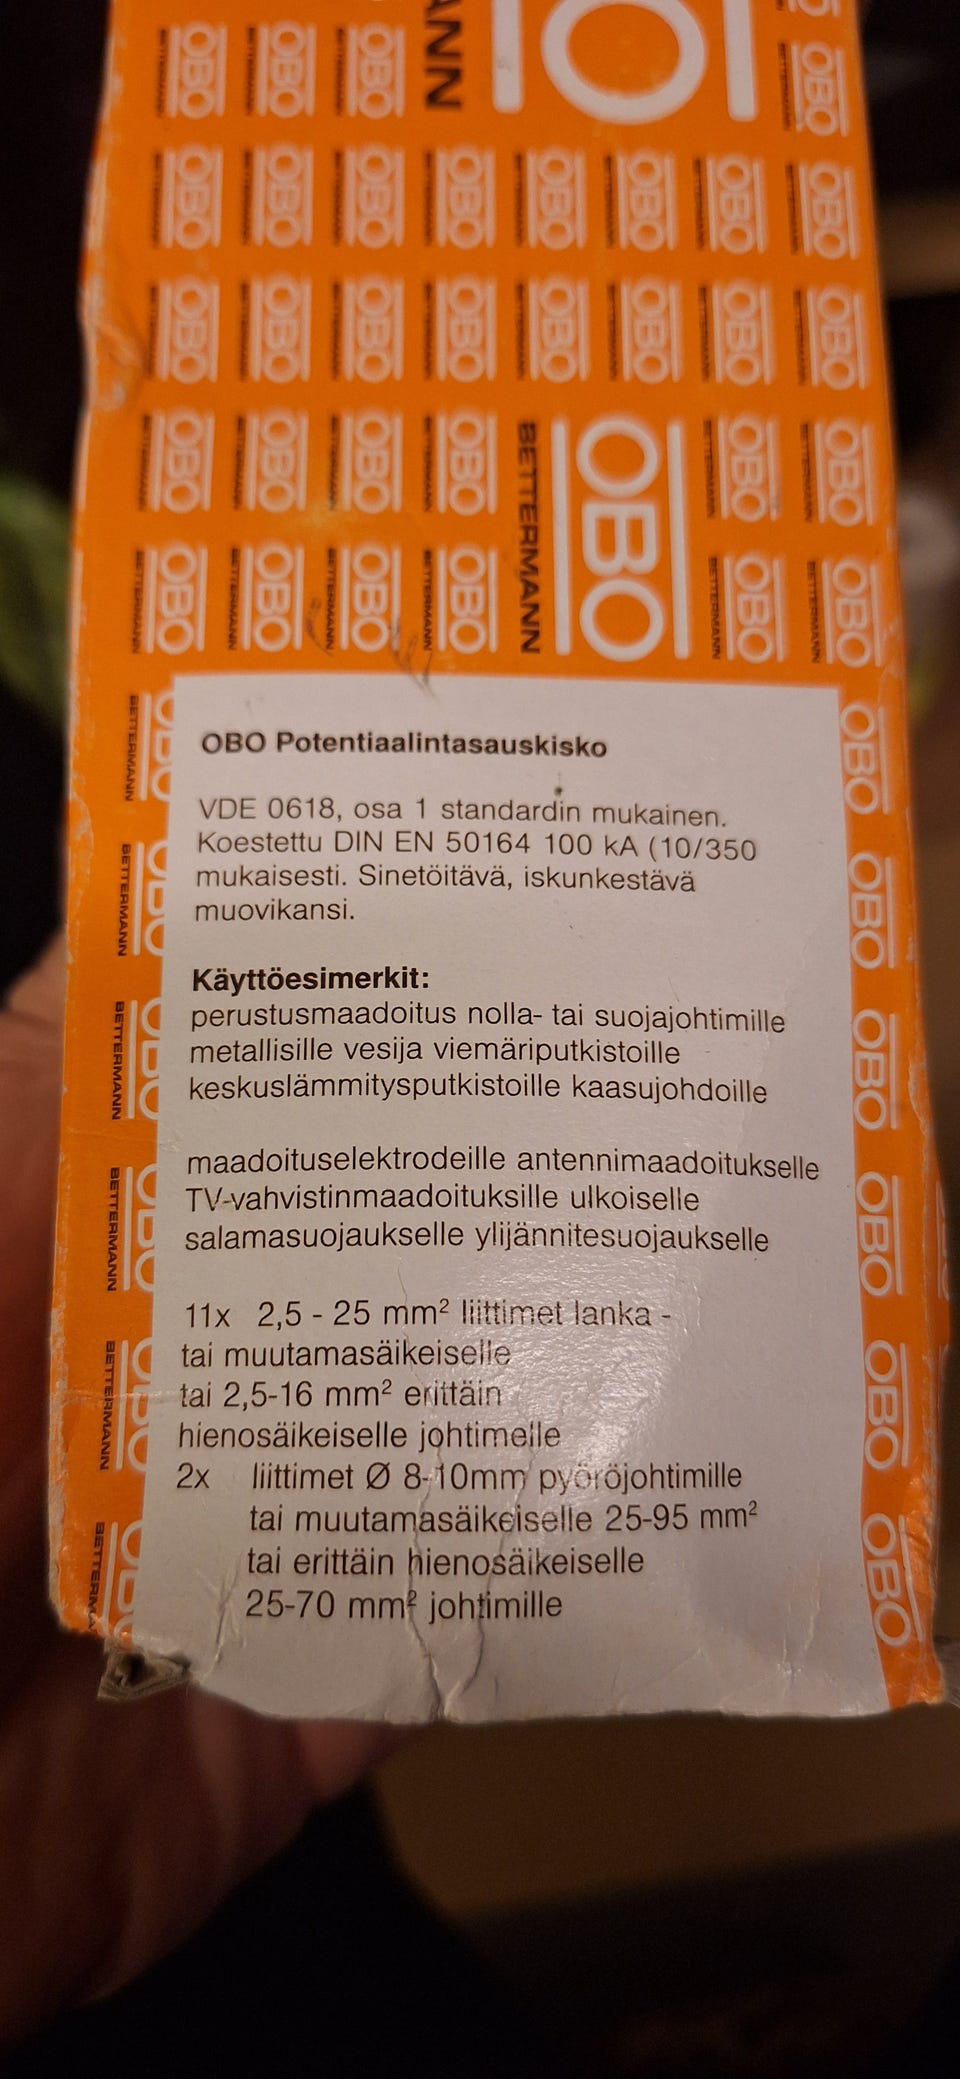 OBO BETTERMANN
OBO Potentiaalintasauskisko
VDE 0618, osa 1 standardin mukainen.
Koestettu DIN EN 50164 100 kA (10/350
mukaisesti. Sinetöitävä, iskunkestävä
muovikansi.
Käyttöesimerkit:
perustusmaadoitus nolla- tai suojajohtimille
metallisille vesija viemäriputkistoille
keskuslämmitysputkistoille kaasujohdoille
maadoituselektrodeille antennimaadoitukselle
TV-vahvistinmaadoituksille ulkoiselle
salamasuojaukselle ylijännitesuojaukselle
11x 2,5 - 25 mm² liittimet lanka -
tai muutamasäikeiselle
tai 2,5-16 mm² erittäin
hienosäikeiselle johtimelle
2x liittimet Ø 8-10mm pyöröjohtimille
tai muutamasäikeiselle 25-95 mm²
tai erittäin hienosäikeiselle
25-70 mm² johtimille